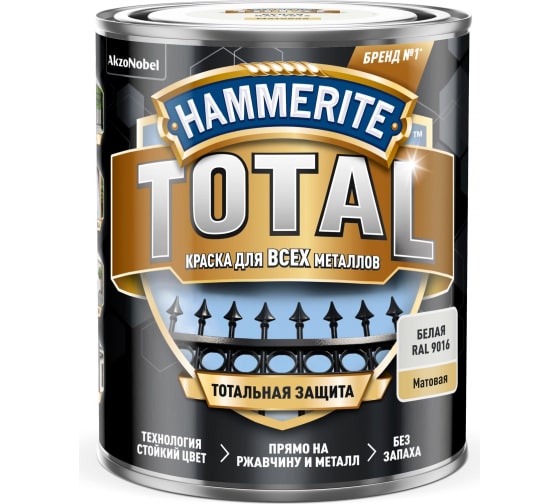 AkzoNobel
БРЕНД №1*
HAMMERITE
TOTAL™
КРАСКА ДЛЯ ВСЕХ МЕТАЛЛОВ
БЕЛАЯ
RAL 9016
Матовая
ТОТАЛЬНАЯ ЗАЩИТА
ТЕХНОЛОГИЯ
СТОЙКИЙ ЦВЕТ
ПРЯМО НА
РЖАВЧИНУ И МЕТАЛЛ
БЕЗ
ЗАПАХА